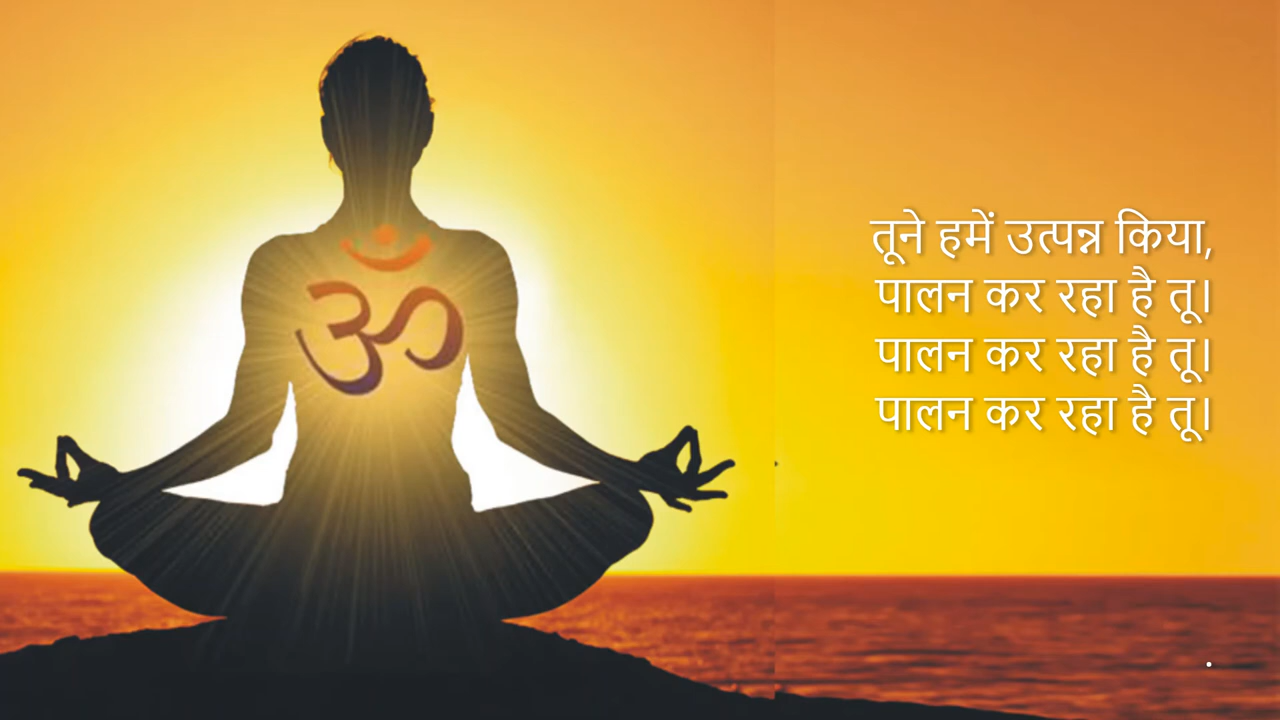 ॐ
तूने हमें उत्पन्न किया,
पालन कर रहा है तू।
पालन कर रहा है तू।
पालन कर रहा है तू।
.